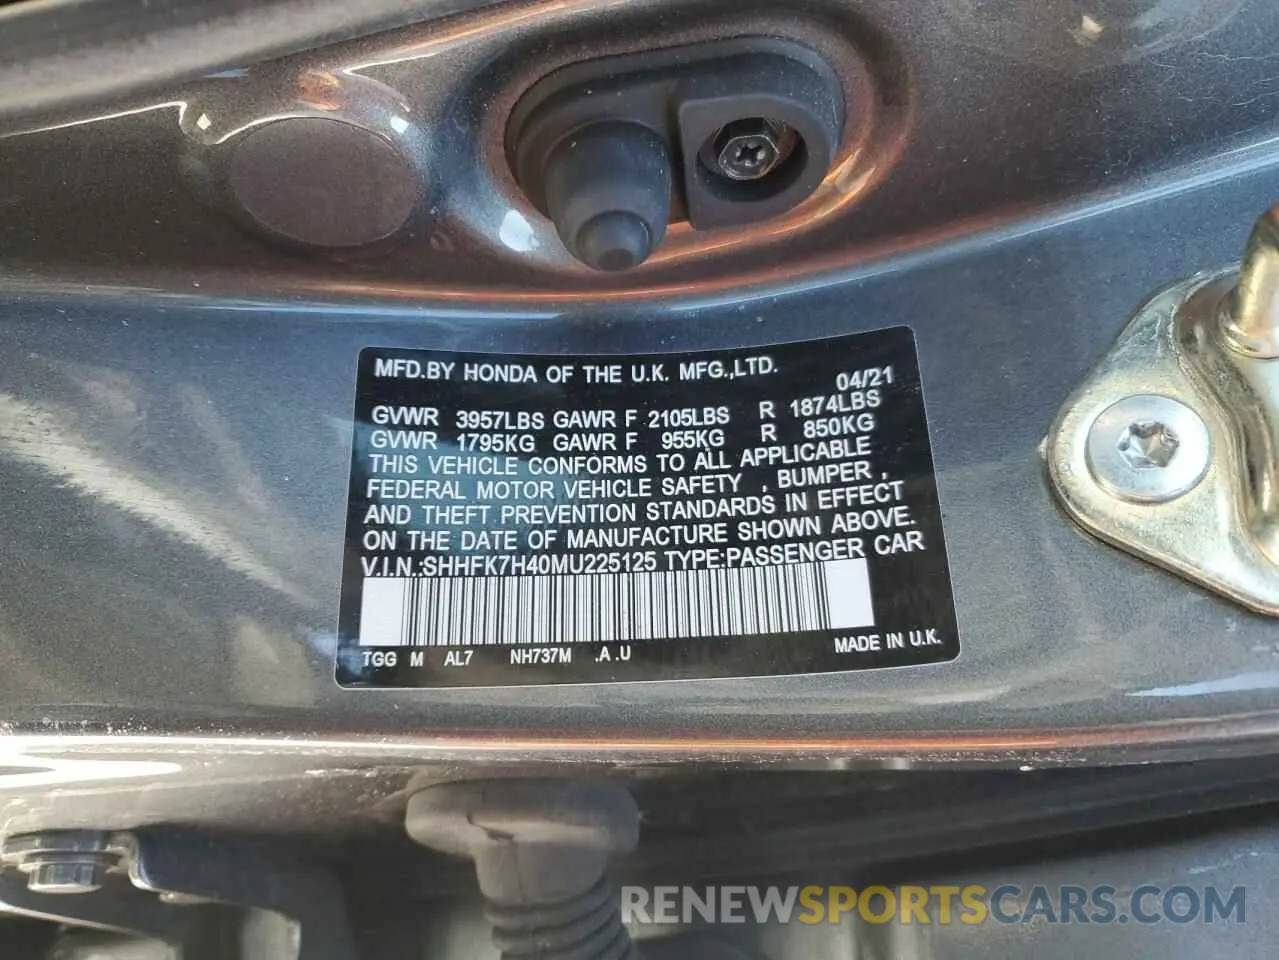 MFD.BY HONDA OF THE U.K. MFG.,LTD. 04/21
GVWR 3957LBS GAWR F 2105LBS R 1874LBS
GVWR 1795KG GAWR F 955KG R 850KG
THIS VEHICLE CONFORMS TO ALL APPLICABLE
FEDERAL MOTOR VEHICLE SAFETY , BUMPER ,
AND THEFT PREVENTION STANDARDS IN EFFECT
ON THE DATE OF MANUFACTURE SHOWN ABOVE.
V.I.N.:SHHFK7H40MU225125 TYPE:PASSENGER CAR
TGG M AL7 NH737M .A .U MADE IN U.K.
RENEWSPORTSCARS.COM